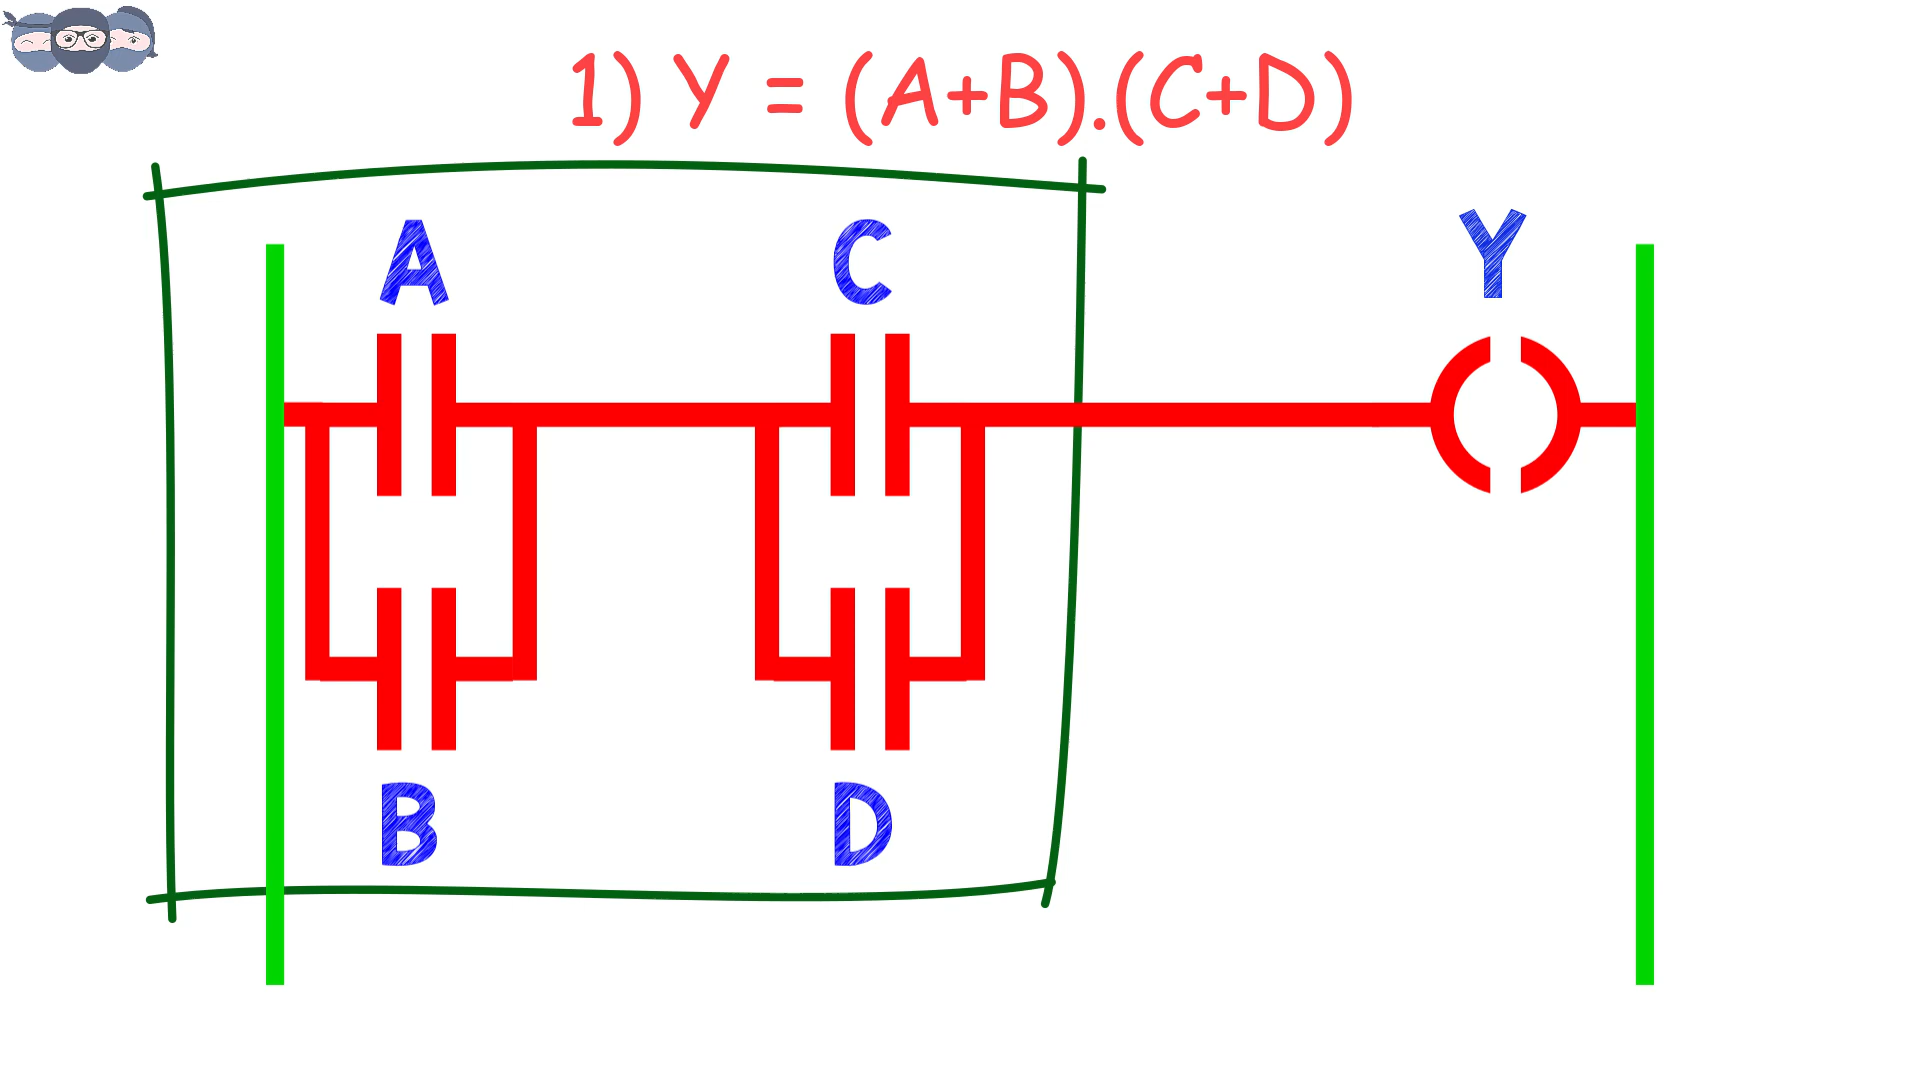 1) Y = (A+B).(C+D)
A C Y
B D